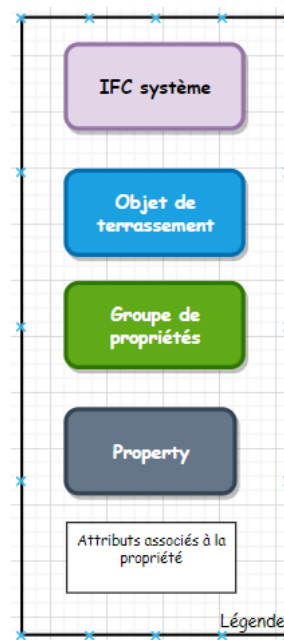 IFC système
Objet de
terrassement
Groupe de
propriétés
Property
Attributs associés à la
propriété
Légende